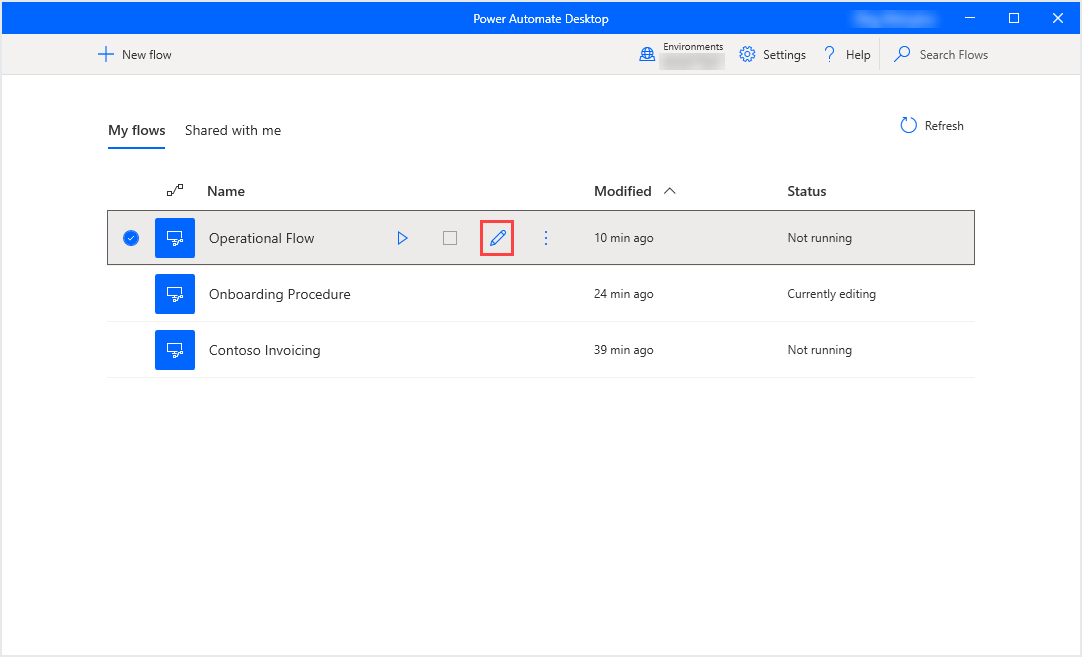 Power Automate Desktop
New flow
Environments
Settings
Help
Search Flows
My flows
Shared with me
Refresh
Name
Modified
Status
Operational Flow
10 min ago
Not running
Onboarding Procedure
24 min ago
Currently editing
Contoso Invoicing
39 min ago
Not running